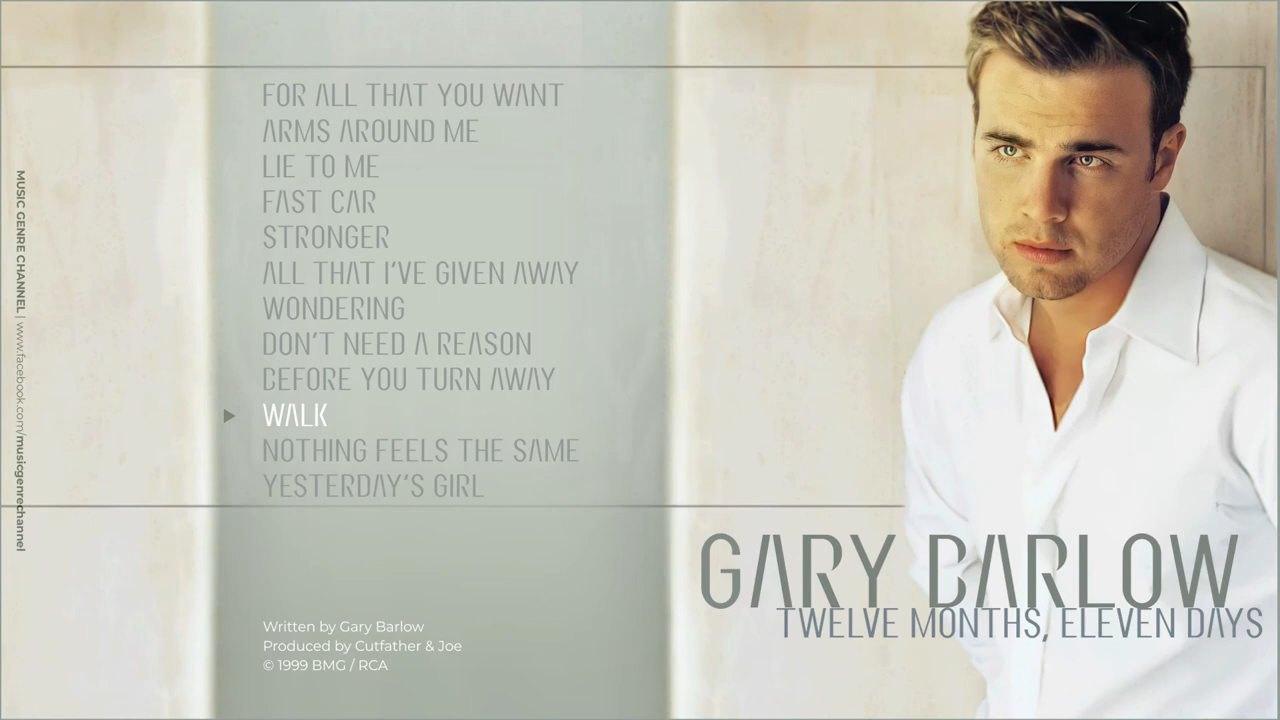 MUSIC GENRE CHANNEL | www.facebook.com/musicgenrechannel
FOR ALL THAT YOU WANT
ARMS AROUND ME
LIE TO ME
FAST CAR
STRONGER
ALL THAT I'VE GIVEN AWAY
WONDERING
DON'T NEED A REASON
BEFORE YOU TURN AWAY
WALK
NOTHING FEELS THE SAME
YESTERDAY'S GIRL
Written by Gary Barlow
Produced by Cutfather & Joe
© 1999 BMG / RCA
GARY BARLOW
TWELVE MONTHS, ELEVEN DAYS